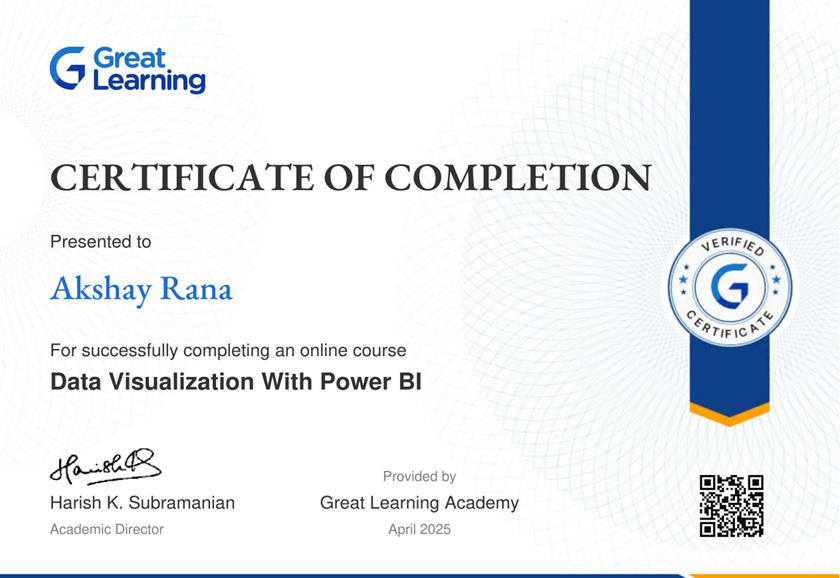 Great
Learning
CERTIFICATE OF COMPLETION
Presented to
Akshay Rana
For successfully completing an online course
Data Visualization With Power BI
VERIFIED
G
CERTIFICATE
Harish K. Subramanian
Academic Director
Provided by
Great Learning Academy
April 2025